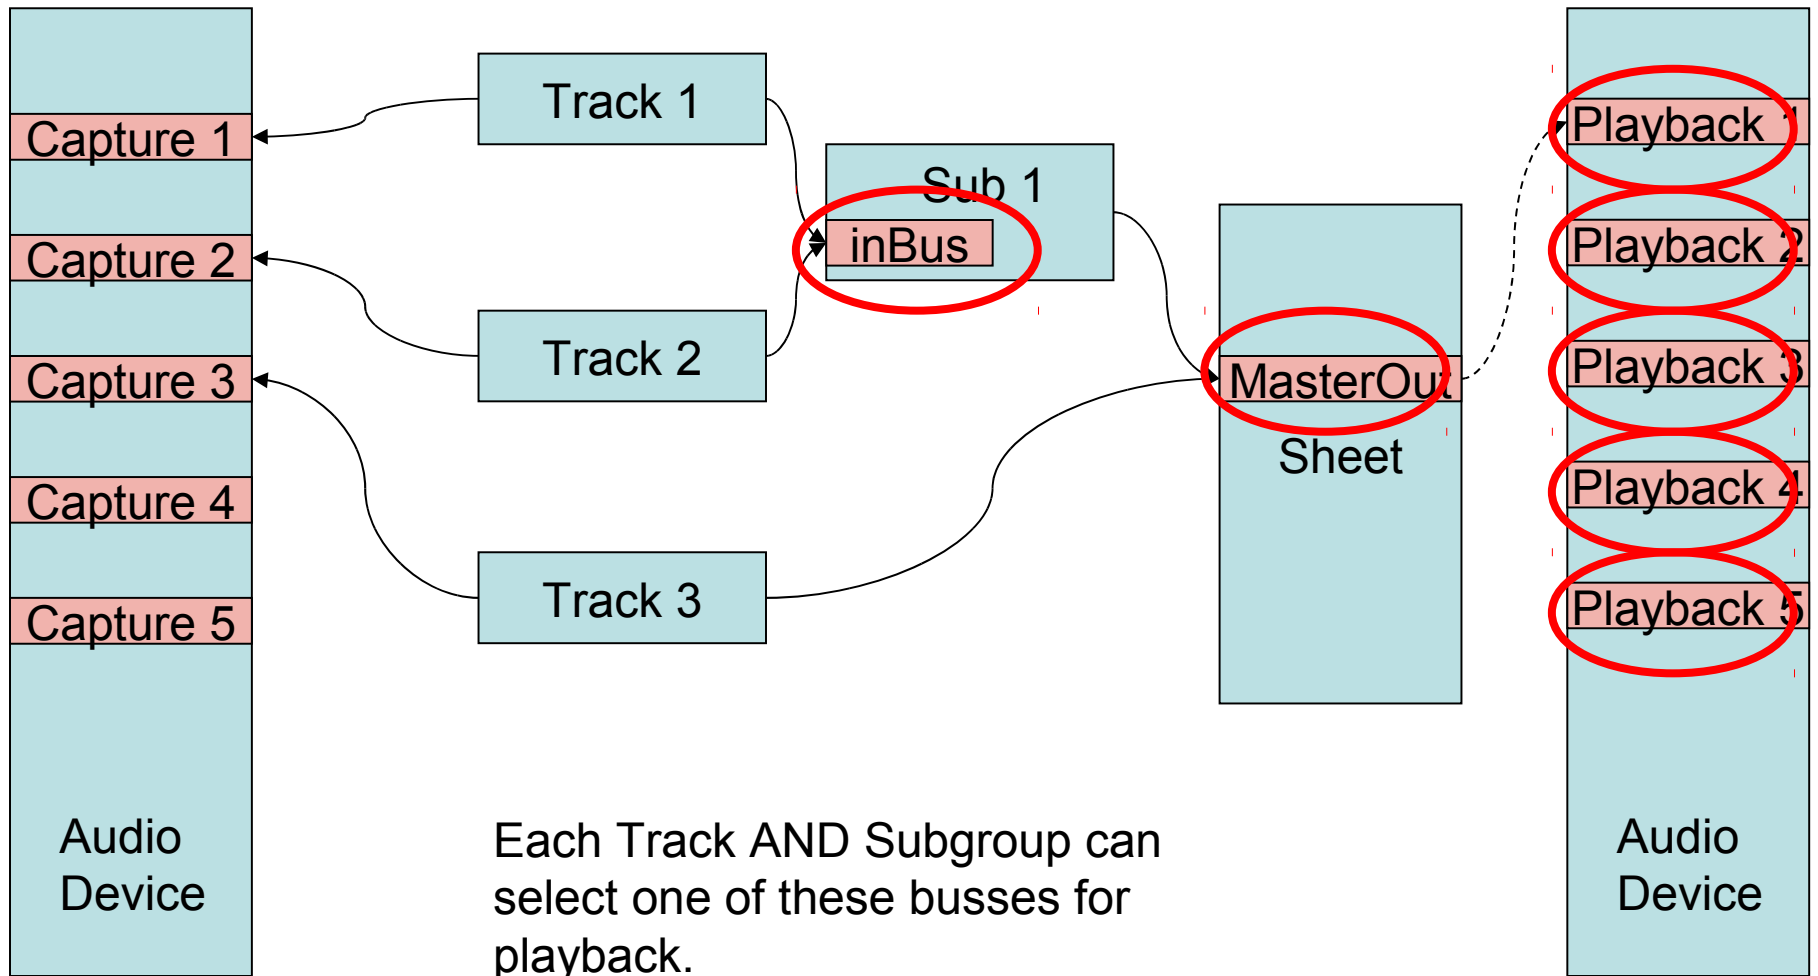 Capture 1
Capture 2
Capture 3
Capture 4
Capture 5
Audio
Device
Track 1
Track 2
Track 3
Sub 1
inBus
MasterOut
Sheet
Playback 1
Playback 2
Playback 3
Playback 4
Playback 5
Audio
Device
Each Track AND Subgroup can
select one of these busses for
playback.